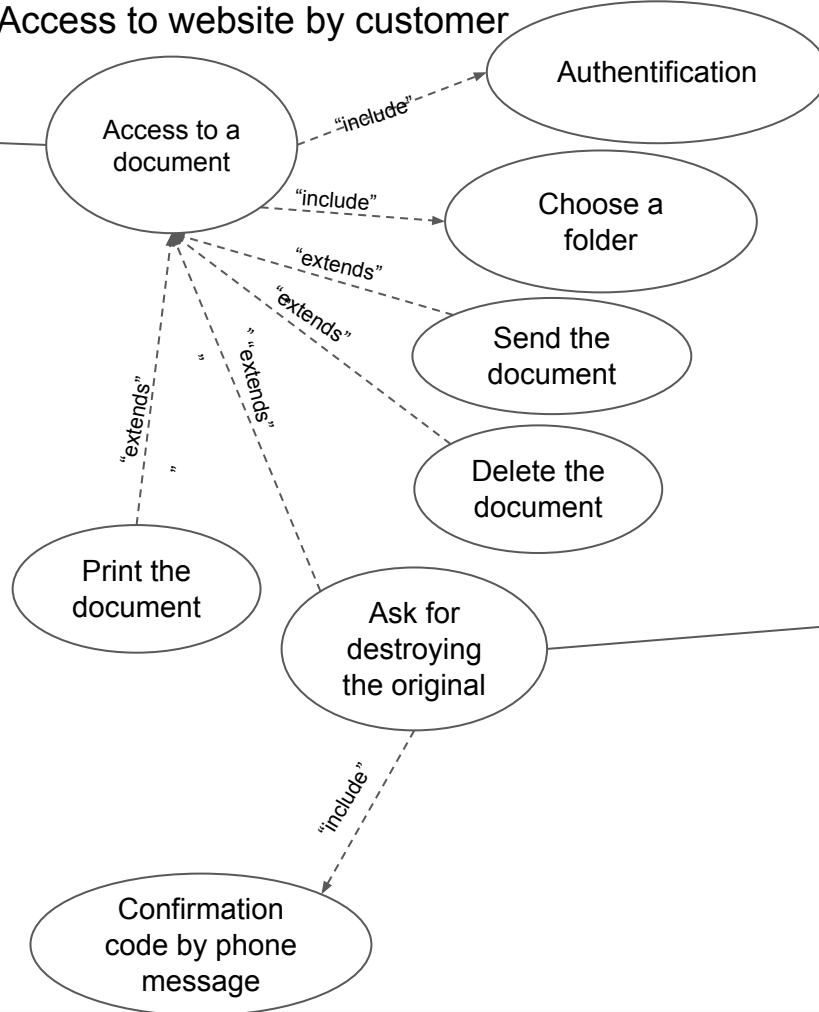 Access to website by customer
Authentification
Access to a
document
“include”
“include”
Choose a
folder
“extends”
“extends”
Send the
document
”
”
“extends”
“extends”
”
Delete the
document
Print the
document
Ask for
destroying
the original
“include”
Confirmation
code by phone
message